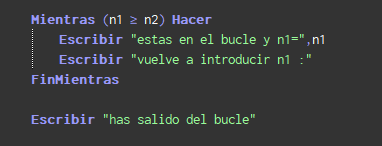 Mientras (n1 ≥ n2) Hacer
Escribir "estas en el bucle y n1=",n1
Escribir "vuelve a introducir n1 :"
FinMientras
Escribir "has salido del bucle"